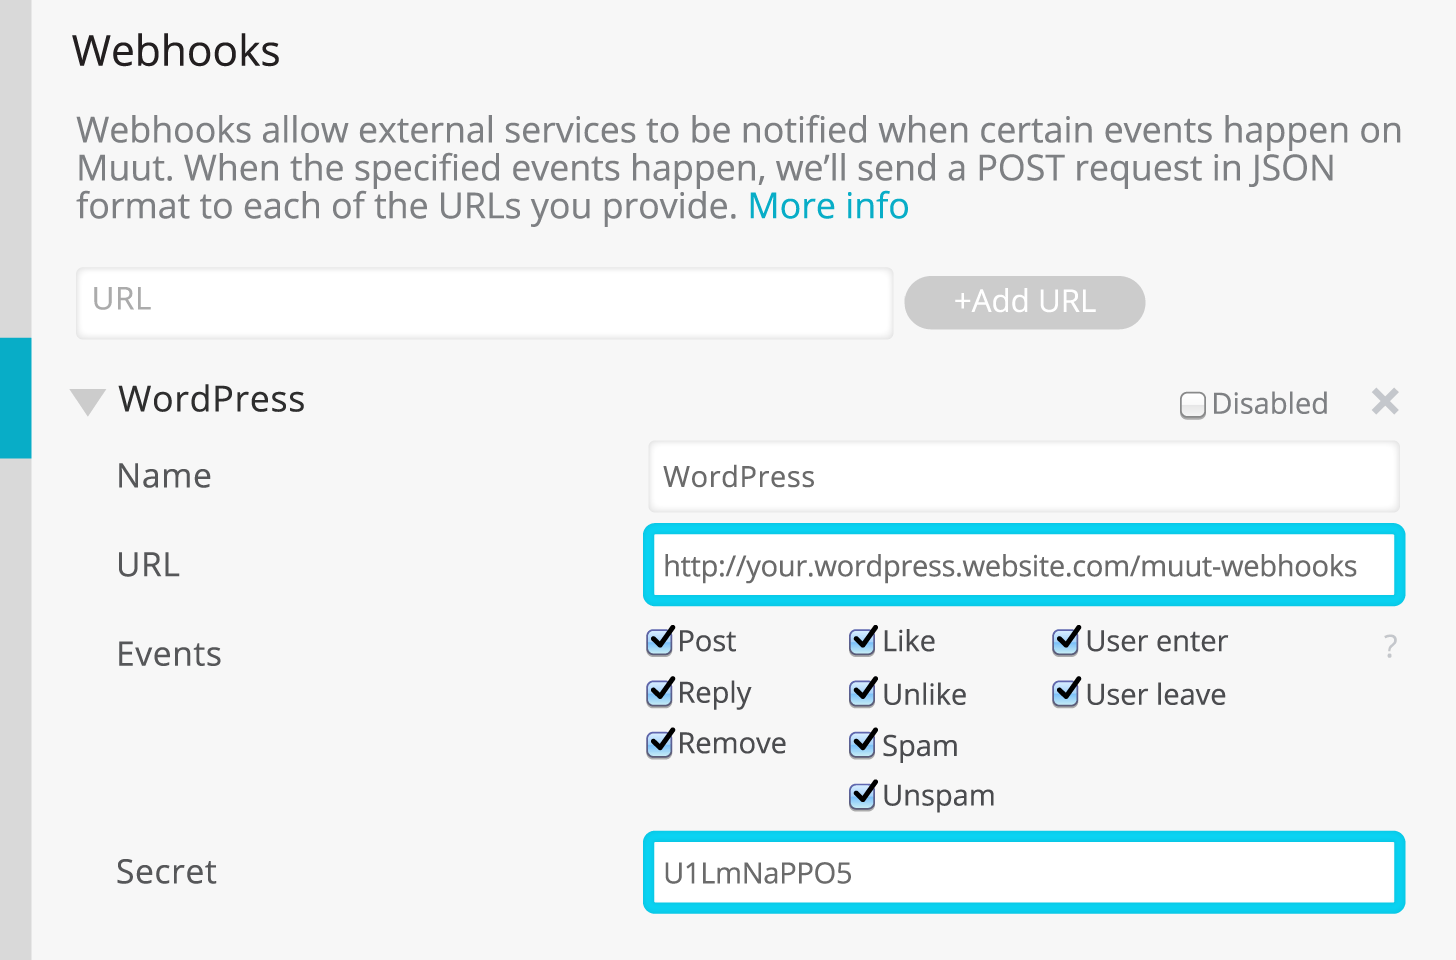 Webhooks
Webhooks allow external services to be notified when certain events happen on
Muut. When the specified events happen, we’ll send a POST request in JSON
format to each of the URLs you provide. More info
URL
+Add URL
WordPress
Disabled
Name
WordPress
URL
http://your.wordpress.website.com/muut-webhooks
Events
Post
Like
User enter
?
Reply
Unlike
User leave
Remove
Spam
Unspam
Secret
U1LmNaPPO5